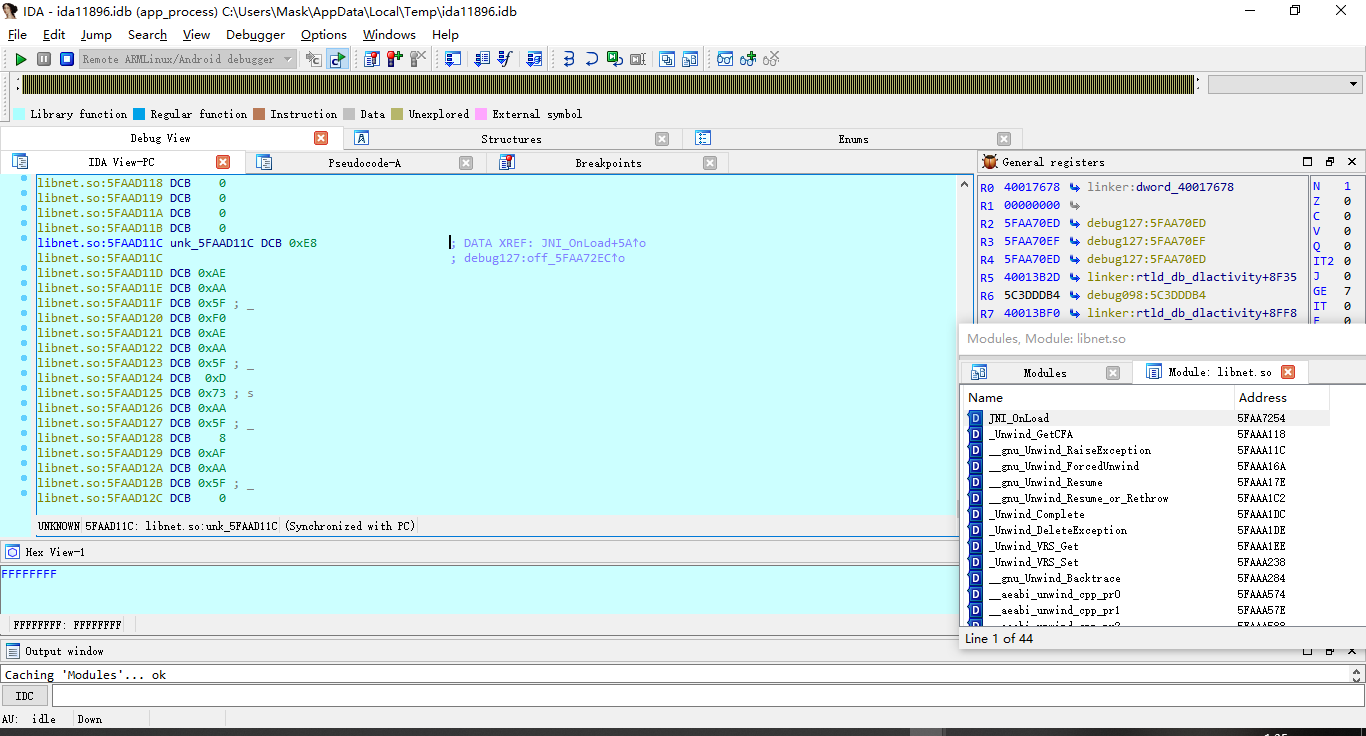 IDA - ida11896.idb (app_process) C:\Users\Mask\AppData\Local\Temp\ida11896.idb
File Edit Jump Search View Debugger Options Windows Help
Remote ARMLinux/Android debugger
Library function Regular function Instruction Data Unexplored External symbol
Debug View Structures Enums
IDA View-PC Pseudocode-A Breakpoints
libnet.so:5FAAD118 DCB 0
libnet.so:5FAAD119 DCB 0
libnet.so:5FAAD11A DCB 0
libnet.so:5FAAD11B DCB 0
libnet.so:5FAAD11C unk_5FAAD11C DCB 0xE8 ; DATA XREF: JNI_OnLoad+5A↑o
libnet.so:5FAAD11C ; debug127:off_5FAA72EC↑o
libnet.so:5FAAD11D DCB 0xAE
libnet.so:5FAAD11E DCB 0xAA
libnet.so:5FAAD11F DCB 0x5F ; _
libnet.so:5FAAD120 DCB 0xF0
libnet.so:5FAAD121 DCB 0xAE
libnet.so:5FAAD122 DCB 0xAA
libnet.so:5FAAD123 DCB 0x5F ; _
libnet.so:5FAAD124 DCB 0xD
libnet.so:5FAAD125 DCB 0x73 ; s
libnet.so:5FAAD126 DCB 0xAA
libnet.so:5FAAD127 DCB 0x5F ; _
libnet.so:5FAAD128 DCB 8
libnet.so:5FAAD129 DCB 0xAF
libnet.so:5FAAD12A DCB 0xAA
libnet.so:5FAAD12B DCB 0x5F ; _
libnet.so:5FAAD12C DCB 0
UNKNOWN 5FAAD11C: libnet.so:unk_5FAAD11C (Synchronized with PC)
General registers
R0 40017678 linker:dword_40017678
R1 00000000
R2 5FAA70ED debug127:5FAA70ED
R3 5FAA70EF debug127:5FAA70EF
R4 5FAA70ED debug127:5FAA70ED
R5 40013B2D linker:rtld_db_dlactivity+8F35
R6 5C3DDDB4 debug098:5C3DDDB4
R7 40013BF0 linker:rtld_db_dlactivity+8FF8
N 1
Z 0
C 0
V 0
Q 0
IT2 0
J 0
GE 7
IT 0
Modules, Module: libnet.so
Modules Module: libnet.so
Name Address
JNI_OnLoad 5FAA7254
_Unwind_GetCFA 5FAAA118
__gnu_Unwind_RaiseException 5FAAA11C
__gnu_Unwind_ForcedUnwind 5FAAA16A
__gnu_Unwind_Resume 5FAAA17E
__gnu_Unwind_Resume_or_Rethrow 5FAAA1C2
_Unwind_Complete 5FAAA1DC
_Unwind_DeleteException 5FAAA1DE
_Unwind_VRS_Get 5FAAA1EE
_Unwind_VRS_Set 5FAAA238
__gnu_Unwind_Backtrace 5FAAA284
__aeabi_unwind_cpp_pr0 5FAAA574
__aeabi_unwind_cpp_pr1 5FAAA57E
Line 1 of 44
Hex View-1
FFFFFFFF
FFFFFFFF: FFFFFFFF
Output window
Caching 'Modules'... ok
IDC
AU: idle Down